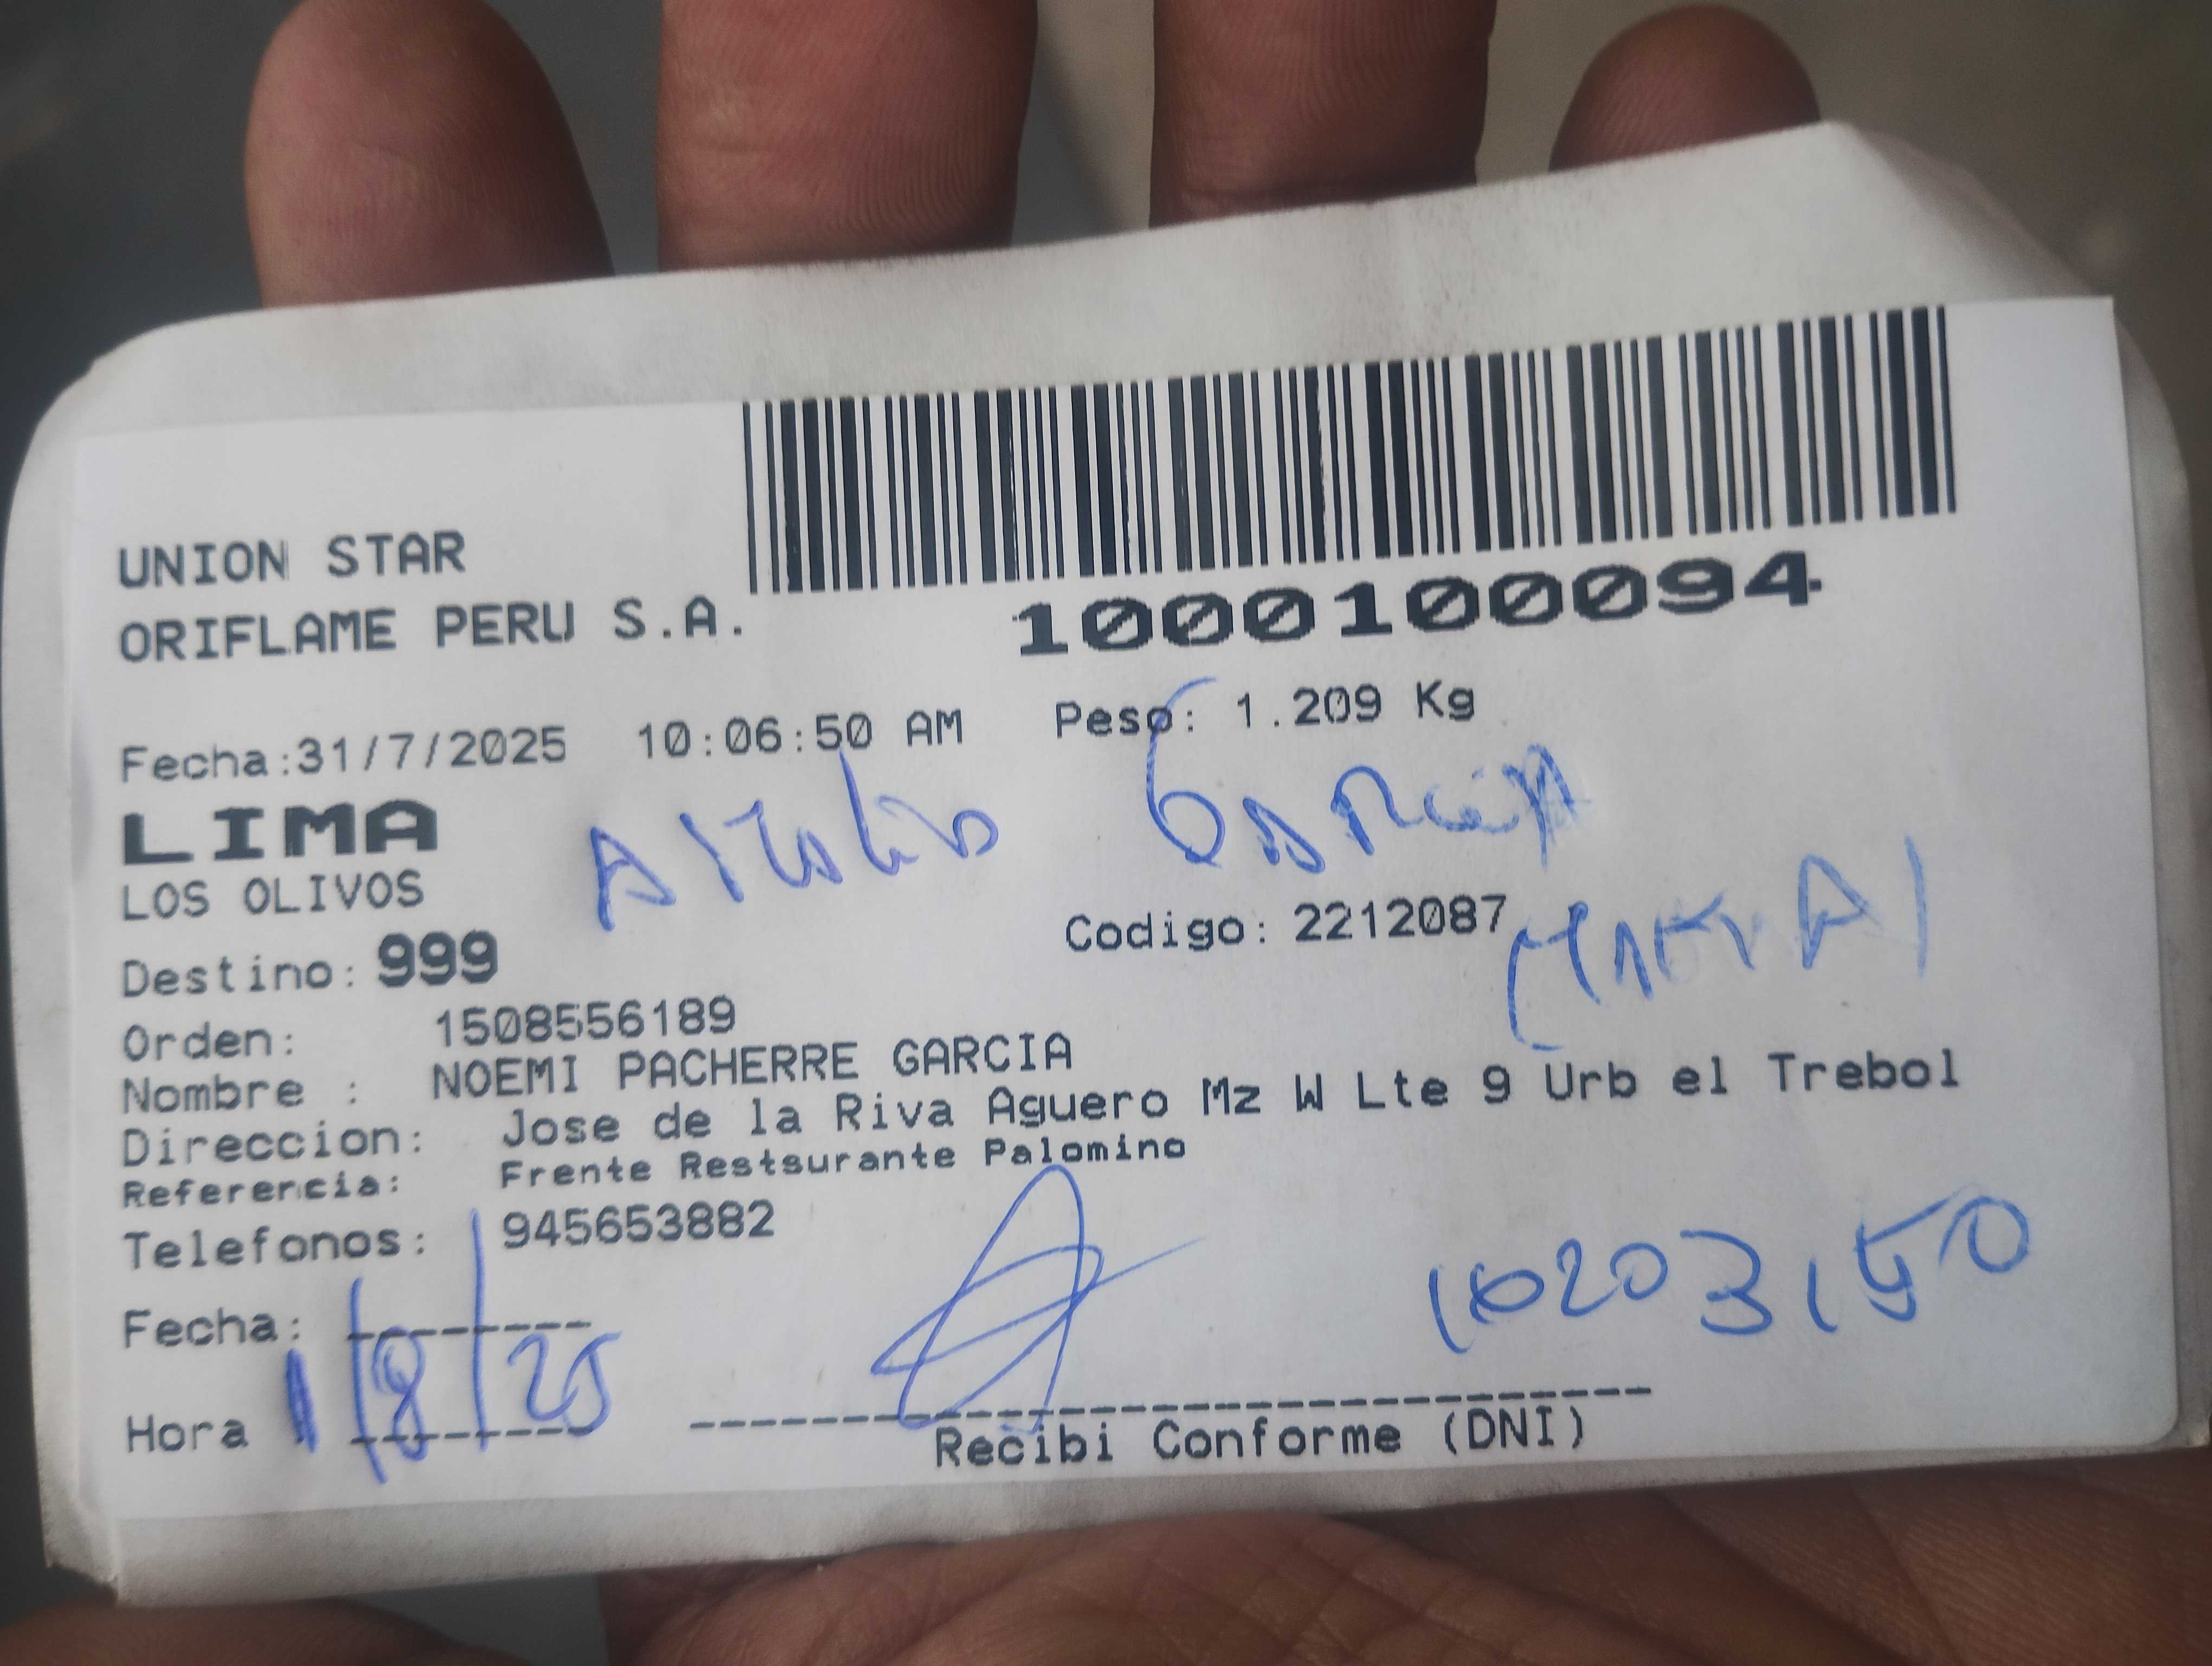 UNION STAR
ORIFLAME PERU S.A.
1000100094
Fecha:31/7/2025 10:06:50 AM Peso: 1.209 Kg
LIMA
GARCIA
LOS OLIVOS
Codigo: 2212087
Destino: 999
Orden: 1508556189
Nombre : NOEMI PACHERRE GARCIA
Direccion: Jose de la Riva Aguero Mz W Lte 9 Urb el Trebol
Referencia: Frente Restsurante Palomino
Telefonos: 945653882
Fecha:
1/8/25
Hora
Recibi Conforme (DNI)